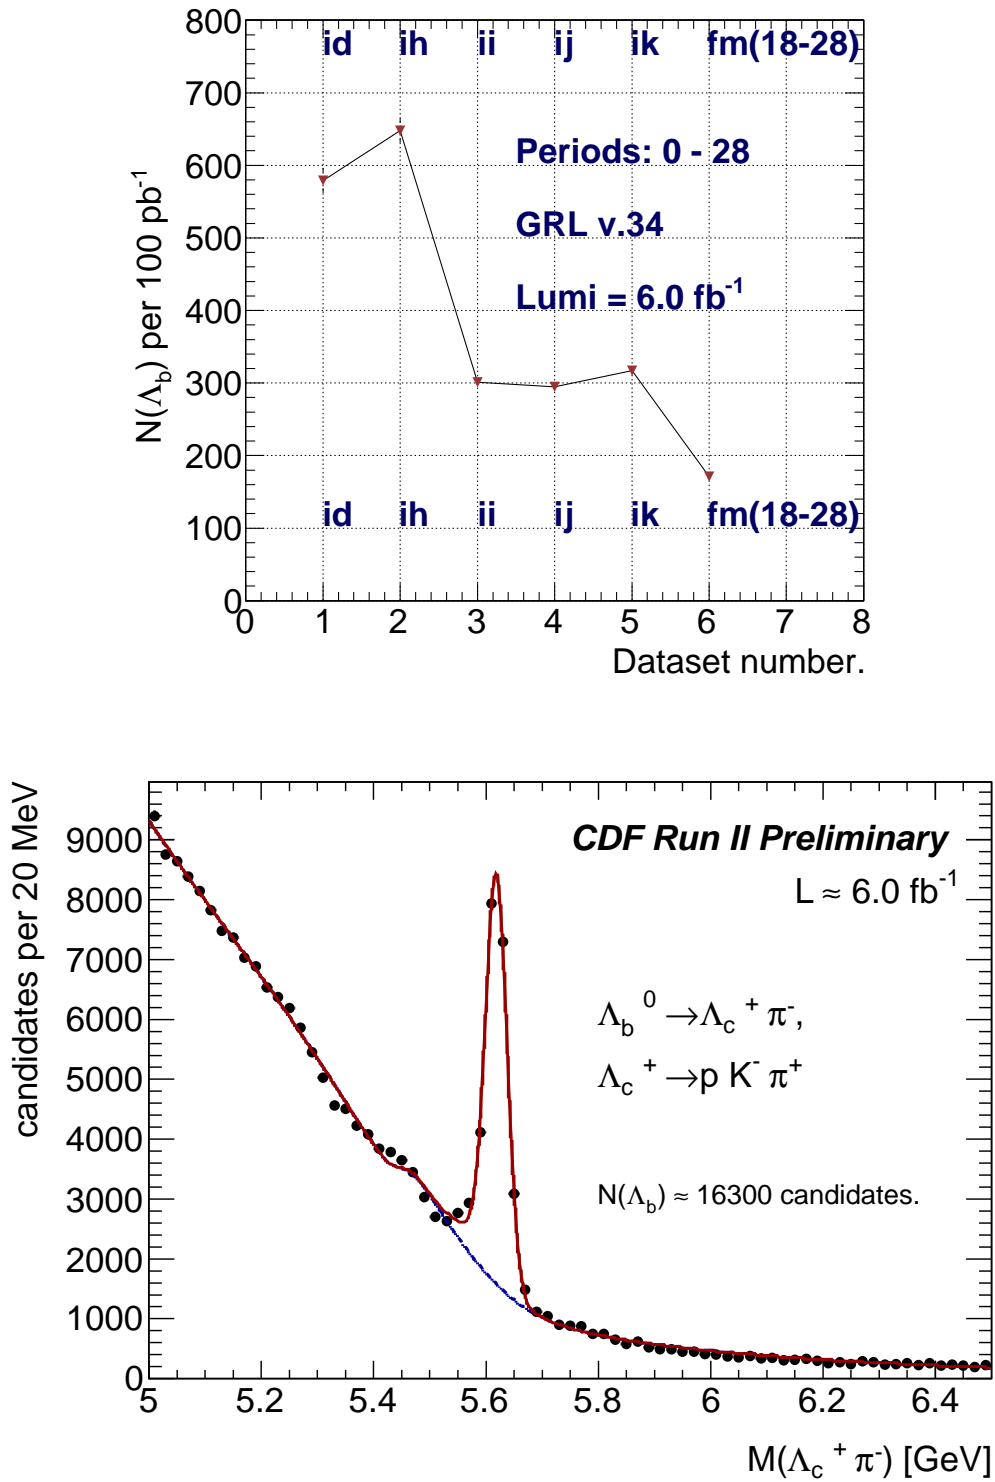 800
id ih ii ij ik fm(18-28)
700
Periods: 0 - 28
600
GRL v.34
500
Lumi = 6.0 fb⁻¹
400
300
200
id ih ii ij ik fm(18-28)
100
0
N(Λb) per 100 pb⁻¹
0 1 2 3 4 5 6 7 8
Dataset number.
candidates per 20 MeV
9000
8000
7000
6000
5000
4000
3000
2000
1000
0
CDF Run II Preliminary
L ≈ 6.0 fb⁻¹
Λb⁰ →Λc⁺ π⁻,
Λc⁺ →p K⁻ π⁺
N(Λb) ≈ 16300 candidates.
5 5.2 5.4 5.6 5.8 6 6.2 6.4
M(Λc⁺ π⁻) [GeV]